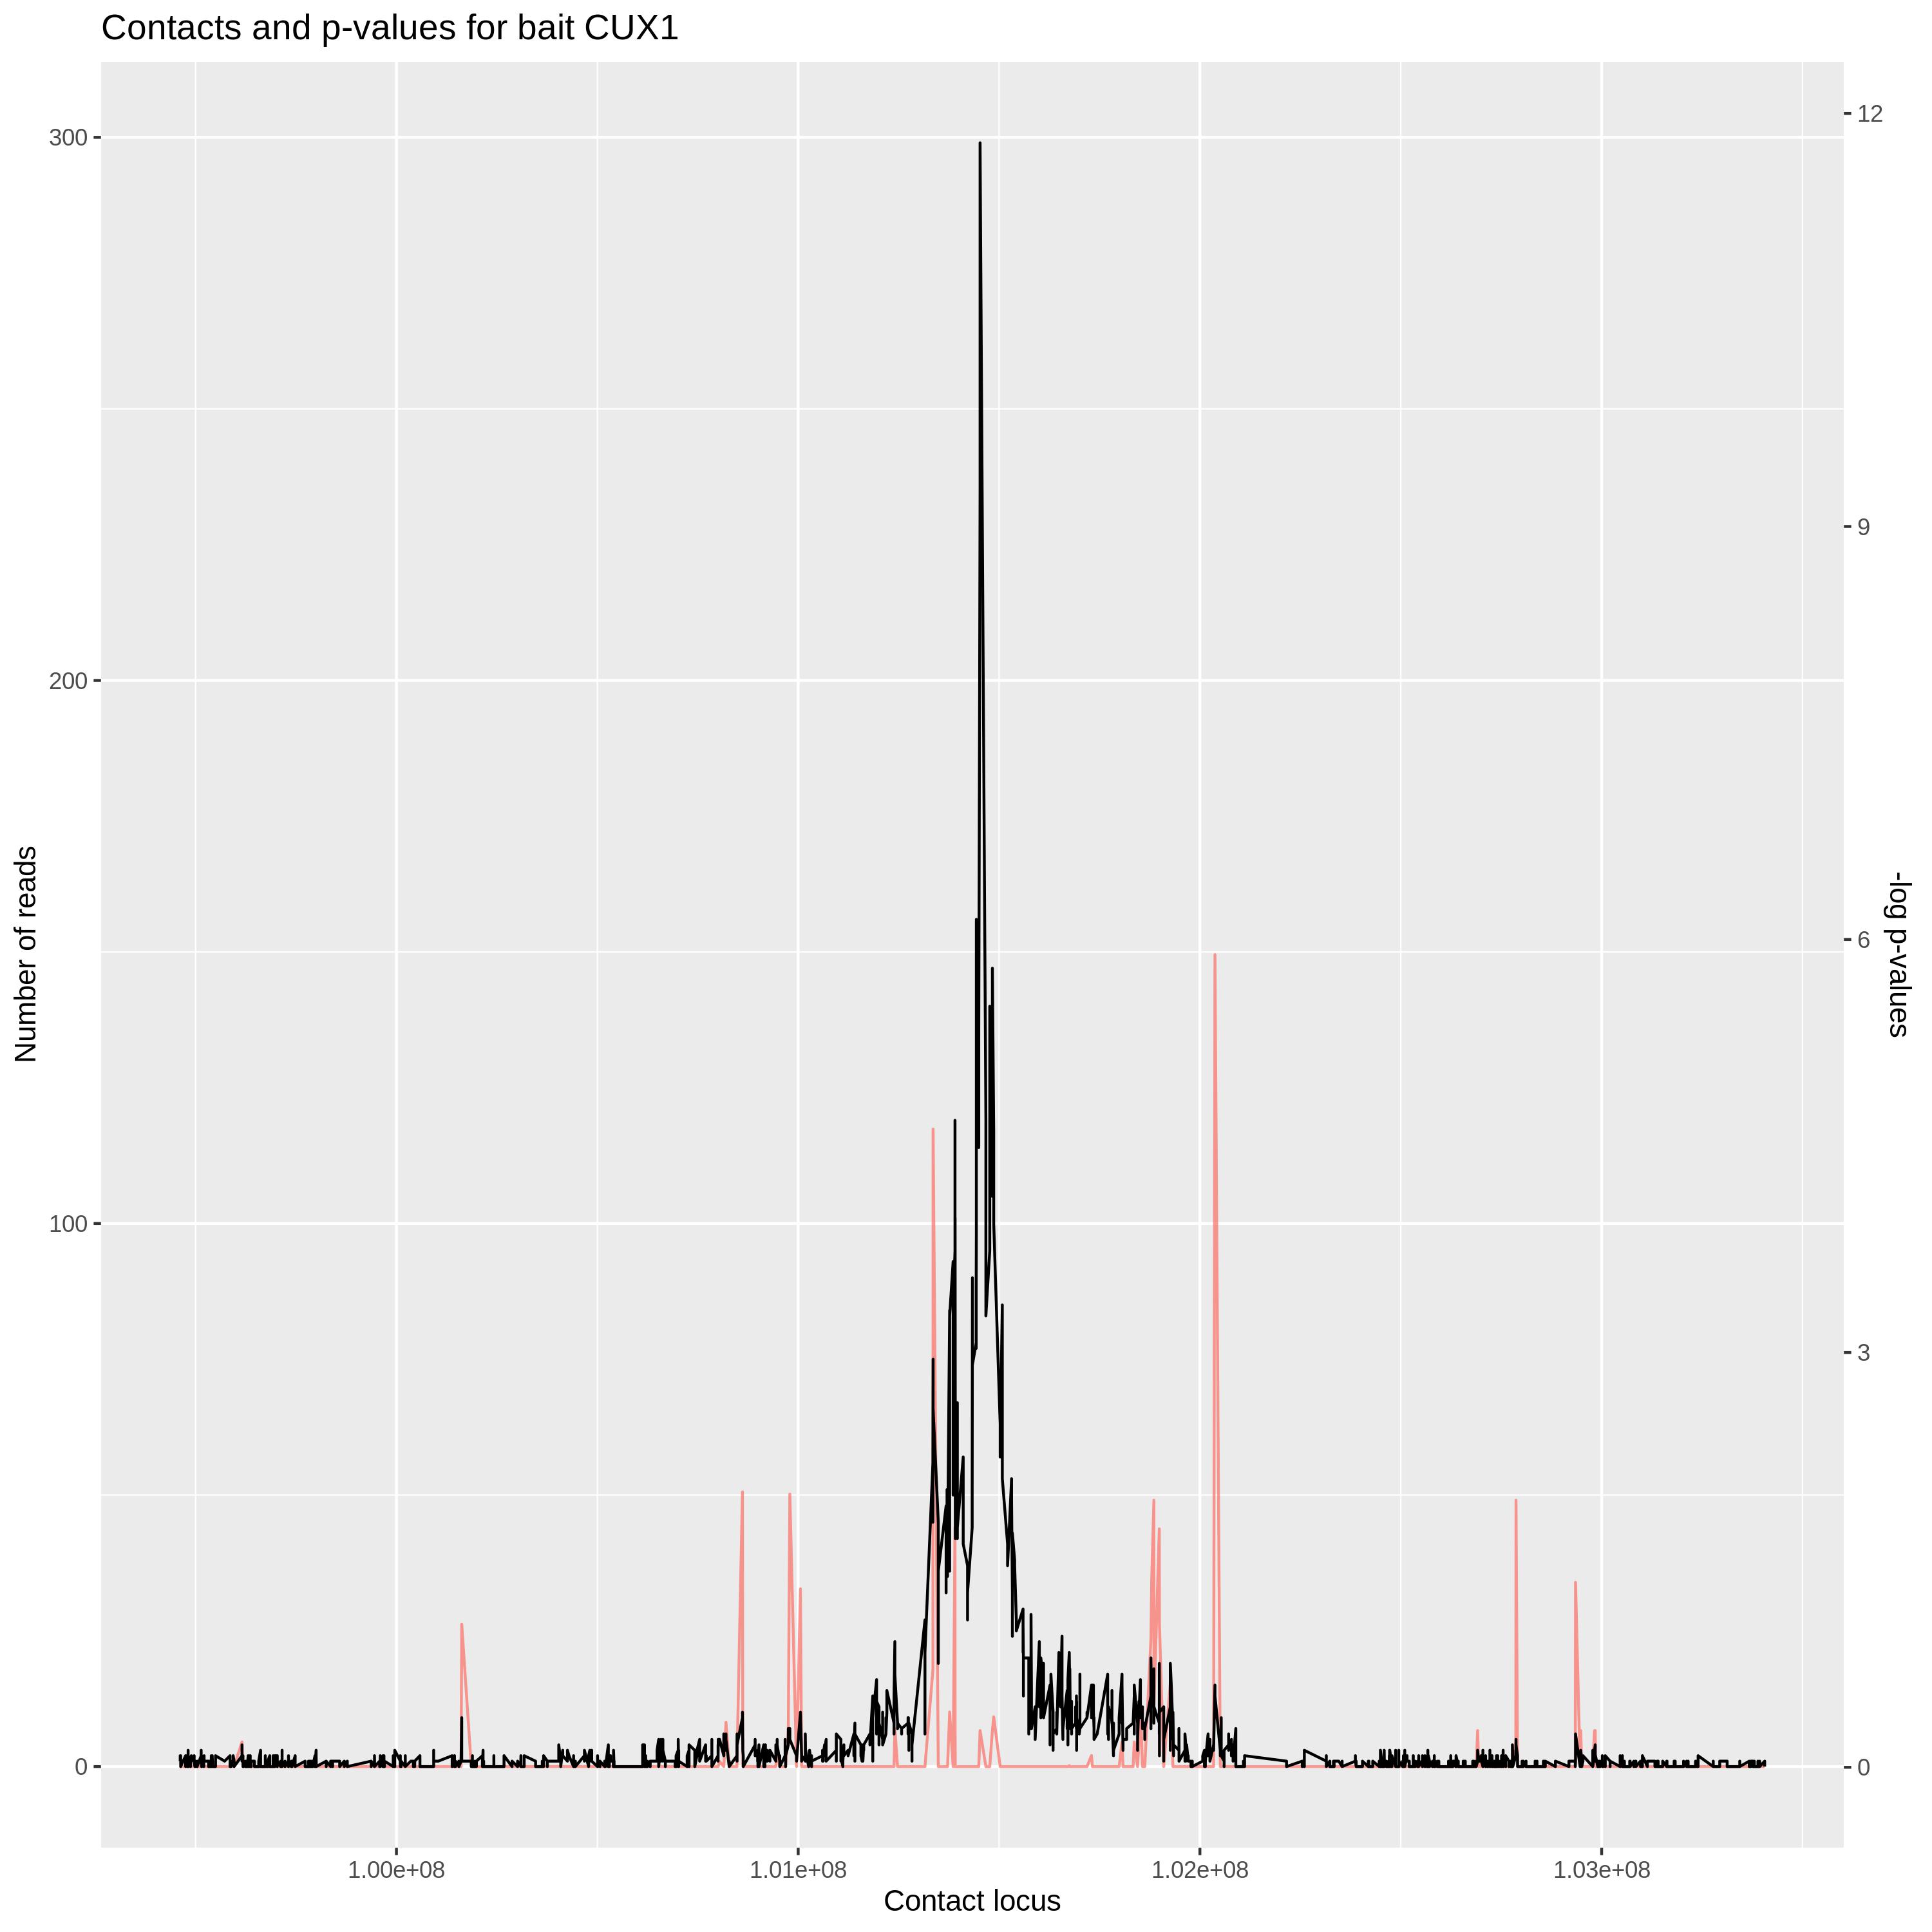 Contacts and p-values for bait CUX1
300
200
100
0
Number of reads
12
9
6
3
0
-log p-values
1.00e+08
1.01e+08
1.02e+08
1.03e+08
Contact locus